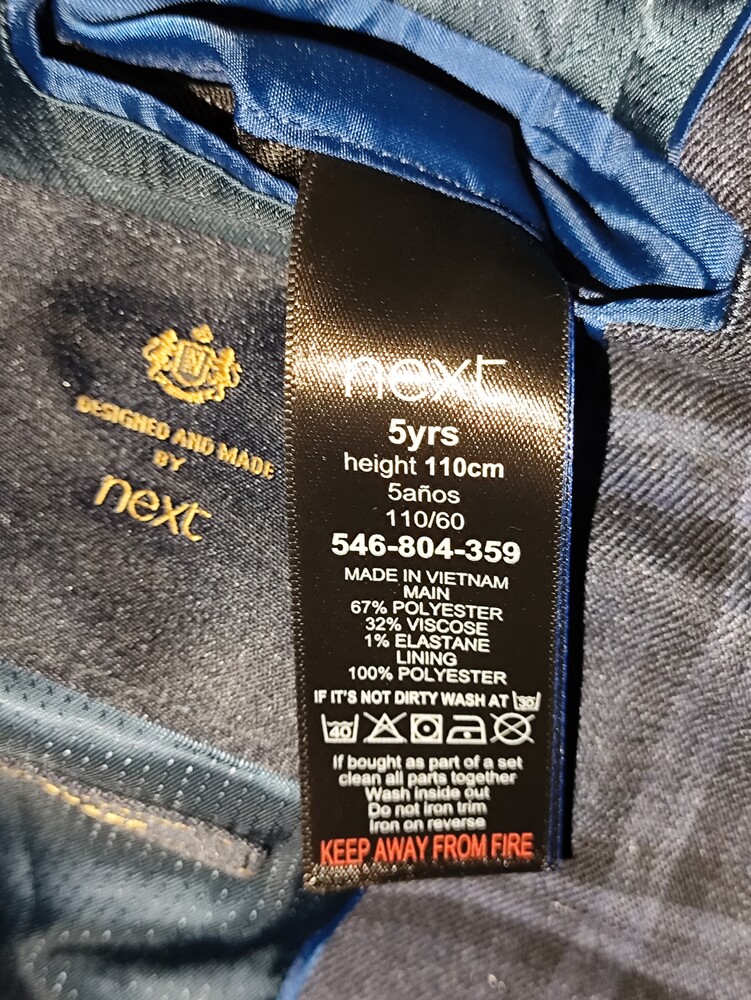 N
DESIGNED AND MADE
BY
next
next
5yrs
height 110cm
5años
110/60
546-804-359
MADE IN VIETNAM
MAIN
67% POLYESTER
32% VISCOSE
1% ELASTANE
LINING
100% POLYESTER
IF IT'S NOT DIRTY WASH AT 30
40
If bought as part of a set
clean all parts together
Wash inside out
Do not Iron trim
Iron on reverse
KEEP AWAY FROM FIRE